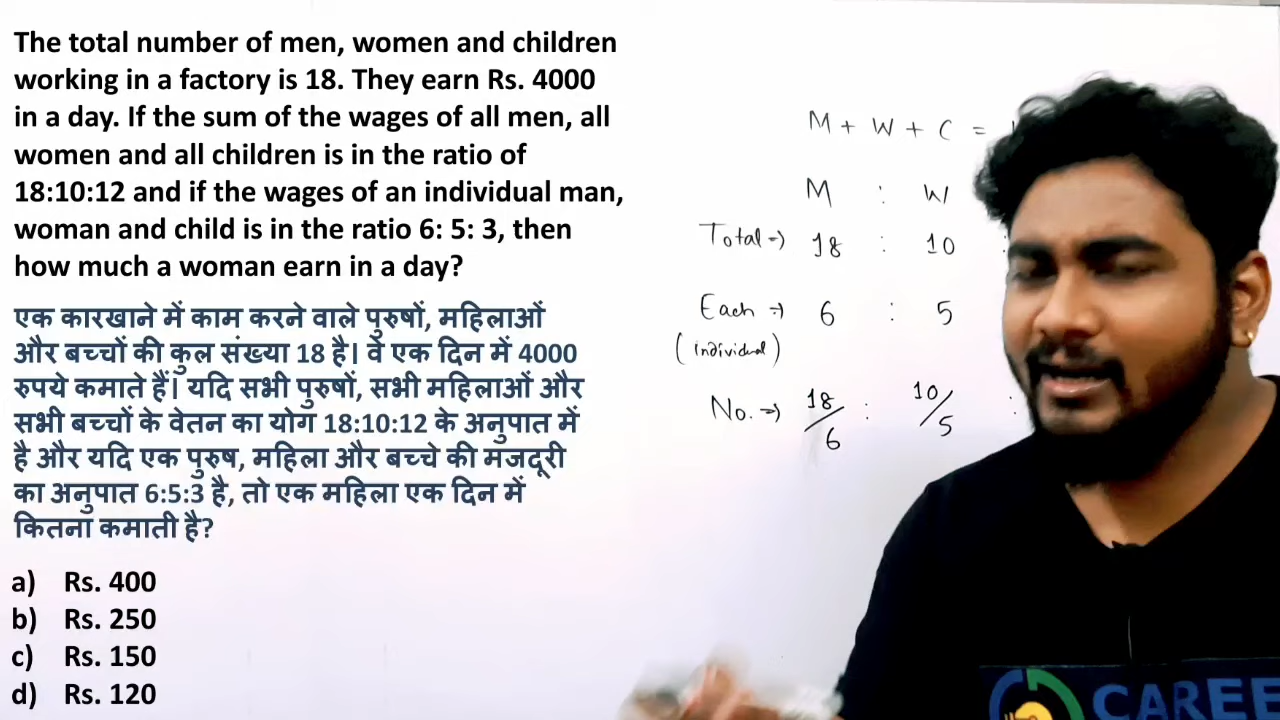 The total number of men, women and children
working in a factory is 18. They earn Rs. 4000
in a day. If the sum of the wages of all men, all
women and all children is in the ratio of
18:10:12 and if the wages of an individual man,
woman and child is in the ratio 6: 5: 3, then
how much a woman earn in a day?
एक कारखाने में काम करने वाले पुरुषों, महिलाओं
और बच्चों की कुल संख्या 18 है। वे एक दिन में 4000
रुपये कमाते हैं। यदि सभी पुरुषों, सभी महिलाओं और
सभी बच्चों के वेतन का योग 18:10:12 के अनुपात में
है और यदि एक पुरुष, महिला और बच्चे की मजदूरी
का अनुपात 6:5:3 है, तो एक महिला एक दिन में
कितना कमाती है?
a) Rs. 400
b) Rs. 250
c) Rs. 150
d) Rs. 120
M + W + C =
M : W
Total => 18 : 10 :
Each => 6 : 5
(individual)
No. => 18/6 : 10/5 :